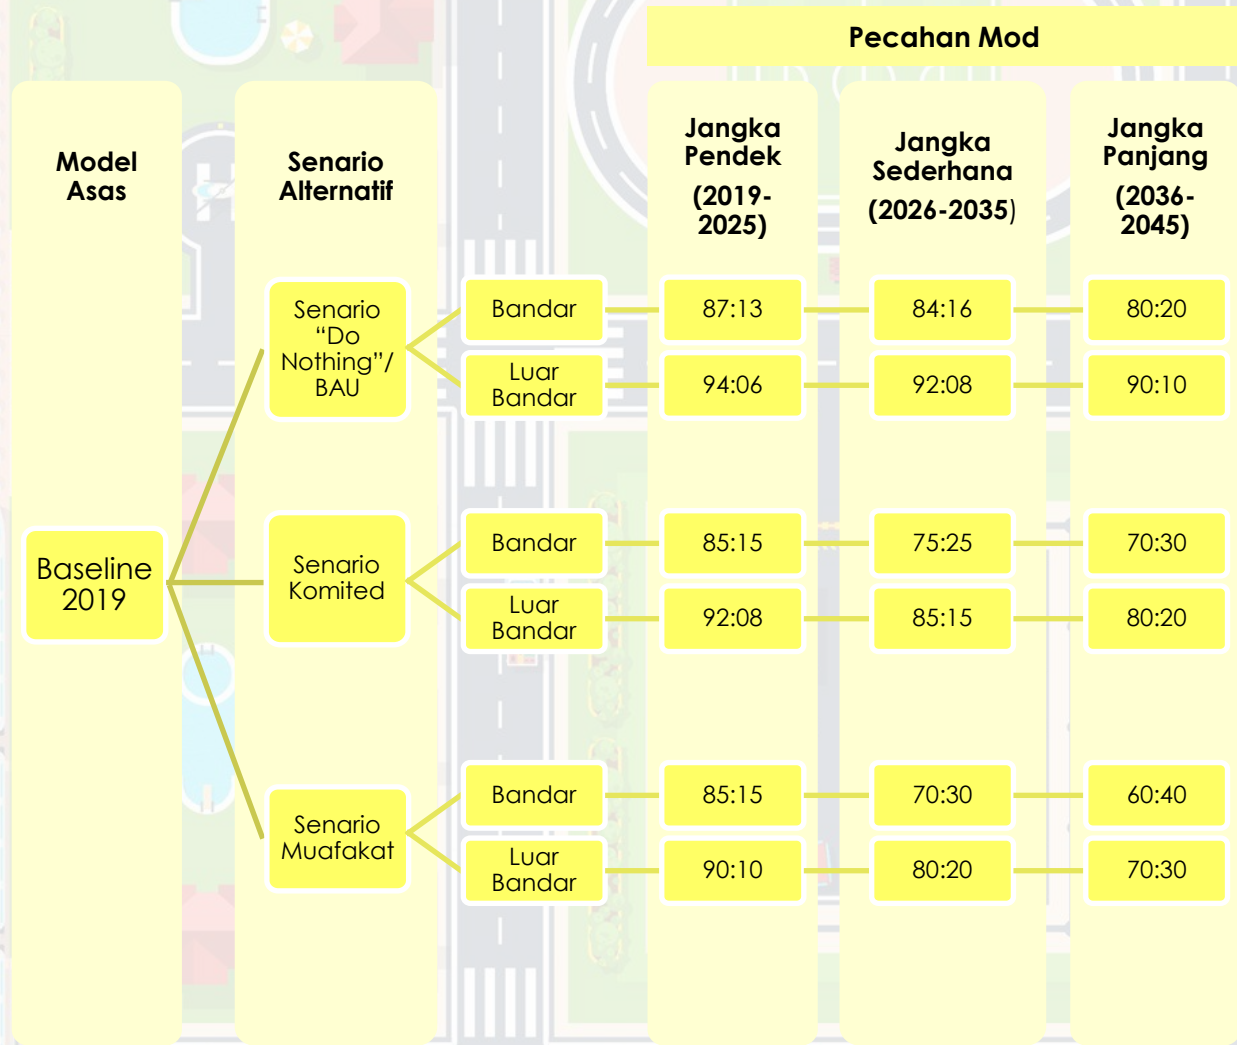 Pecahan Mod
Model
Asas
Senario
Alternatif
Jangka
Pendek
(2019-
2025)
Jangka
Sederhana
(2026-2035)
Jangka
Panjang
(2036-
2045)
Baseline
2019
Senario
“Do
Nothing”/
BAU
Bandar
87:13
84:16
80:20
Luar
Bandar
94:06
92:08
90:10
Senario
Komited
Bandar
85:15
75:25
70:30
Luar
Bandar
92:08
85:15
80:20
Senario
Muafakat
Bandar
85:15
70:30
60:40
Luar
Bandar
90:10
80:20
70:30